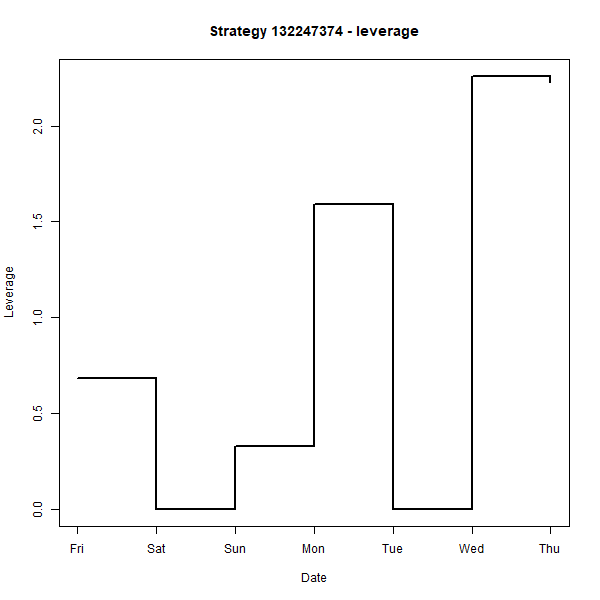 Strategy 132247374 - leverage
2.0
1.5
1.0
0.5
0.0
Leverage
Fri Sat Sun Mon Tue Wed Thu
Date